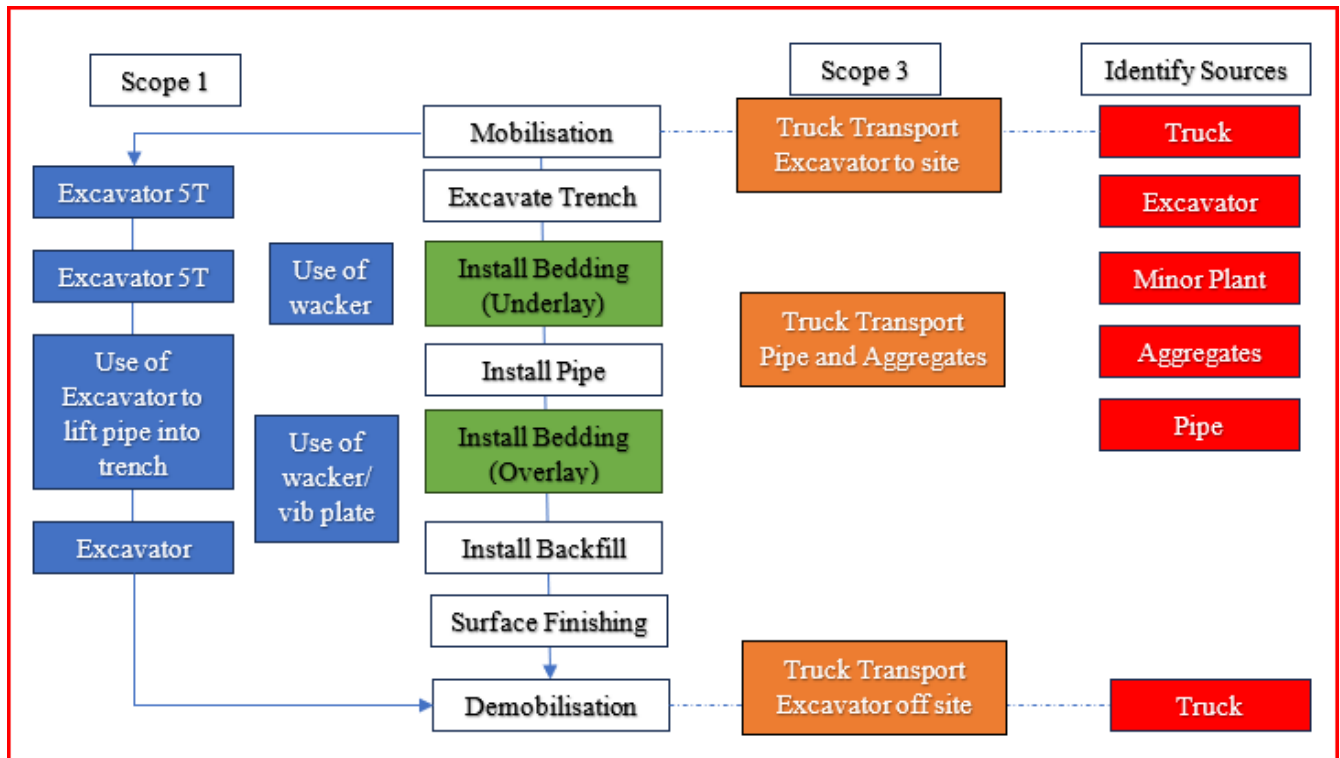 Scope 1
Scope 3
Identify Sources
Mobilisation
Truck Transport
Excavator to site
Truck
Excavator 5T
Excavate Trench
Excavator
Excavator 5T
Use of
wacker
Install Bedding
(Underlay)
Truck Transport
Pipe and Aggregates
Minor Plant
Use of
Excavator to
lift pipe into
trench
Install Pipe
Aggregates
Use of
wacker/
vib plate
Install Bedding
(Overlay)
Pipe
Excavator
Install Backfill
Surface Finishing
Demobilisation
Truck Transport
Excavator off site
Truck